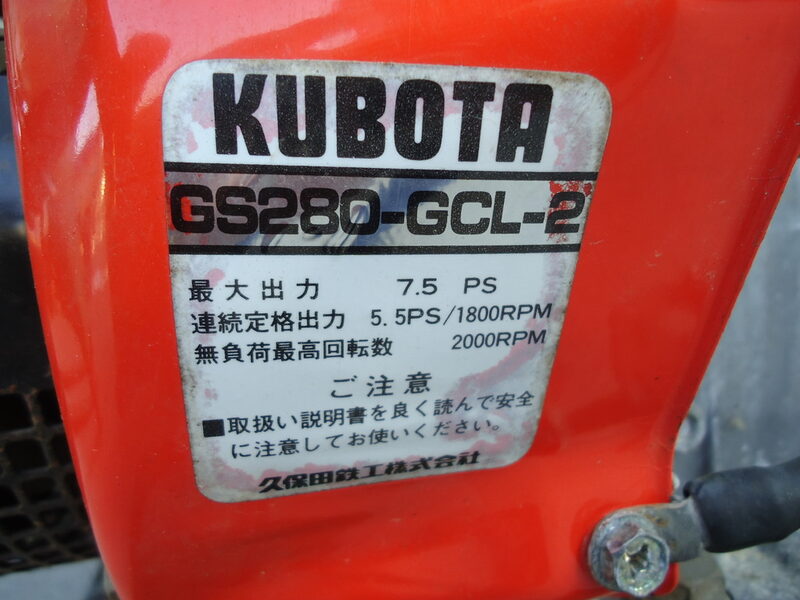 KUBOTA
GS280-GCL-2
最大出力 7.5 PS
連続定格出力 5.5PS/1800RPM
無負荷最高回転数 2000RPM
ご注意
■取扱い説明書を良く読んで安全
に注意してお使いください。
久保田鉄工株式会社